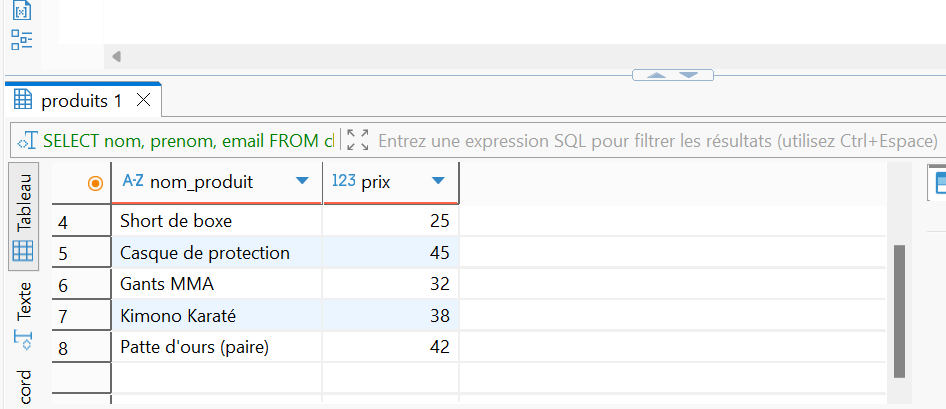 produits 1
SELECT nom, prenom, email FROM cl
Entrez une expression SQL pour filtrer les résultats (utilisez Ctrl+Espace)
Tableau
Texte
cord
A-Z nom_produit 123 prix
4 Short de boxe 25
5 Casque de protection 45
6 Gants MMA 32
7 Kimono Karaté 38
8 Patte d'ours (paire) 42